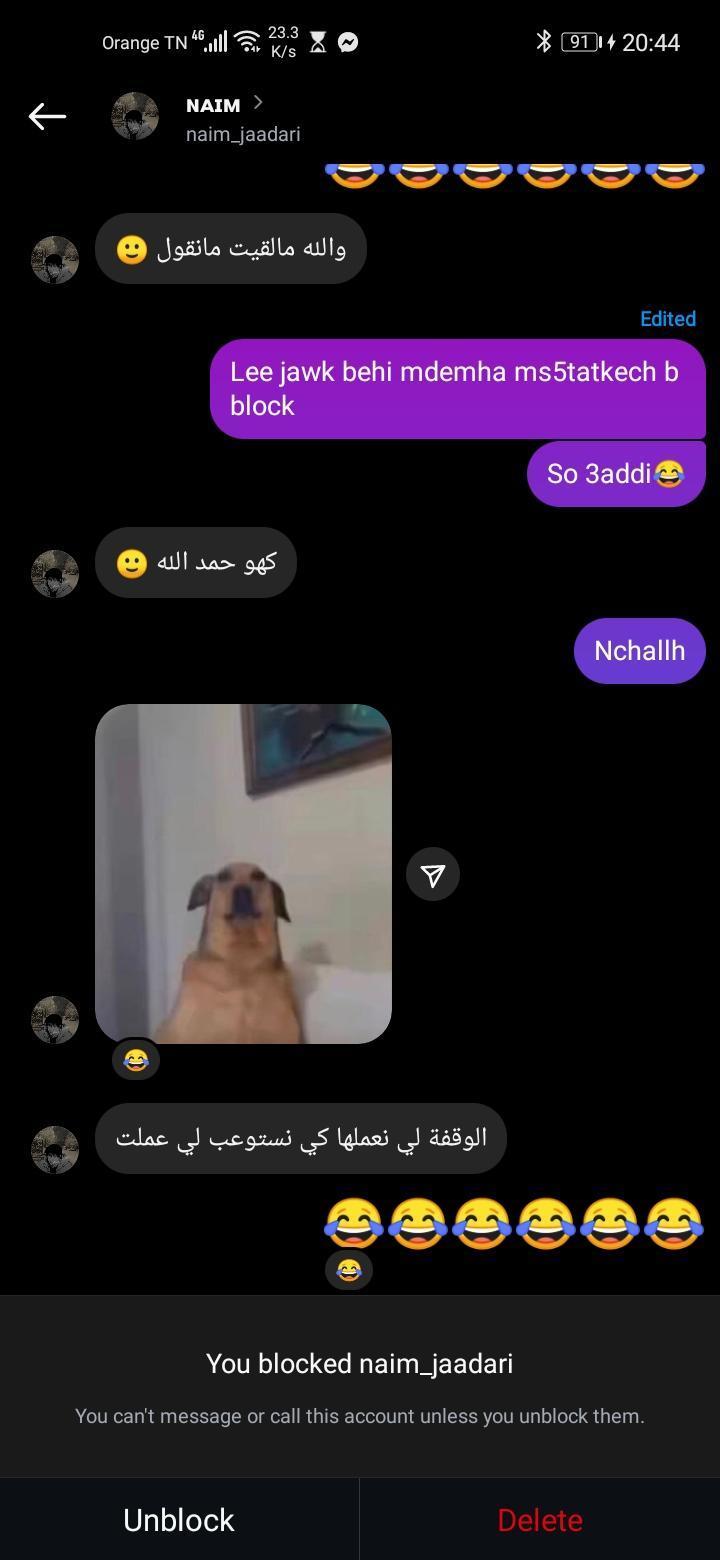 Orange TN 4G 23.3 K/s 91 20:44
NAIM
naim_jaadari
😂😂😂😂😂😂
والله مالقيت مانقول 🙂
Edited
Lee jawk behi mdemha ms5tatkech b
block
So 3addi😂
كهو حمد الله 🙂
Nchallh
😂
الوقفة لي نعملها كي نستوعب لي عملت
😂😂😂😂😂😂
😂
You blocked naim_jaadari
You can't message or call this account unless you unblock them.
Unblock
Delete